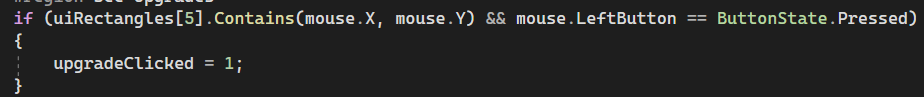 if (uiRectangles[5].Contains(mouse.X, mouse.Y) && mouse.LeftButton == ButtonState.Pressed)
{
upgradeClicked = 1;
}